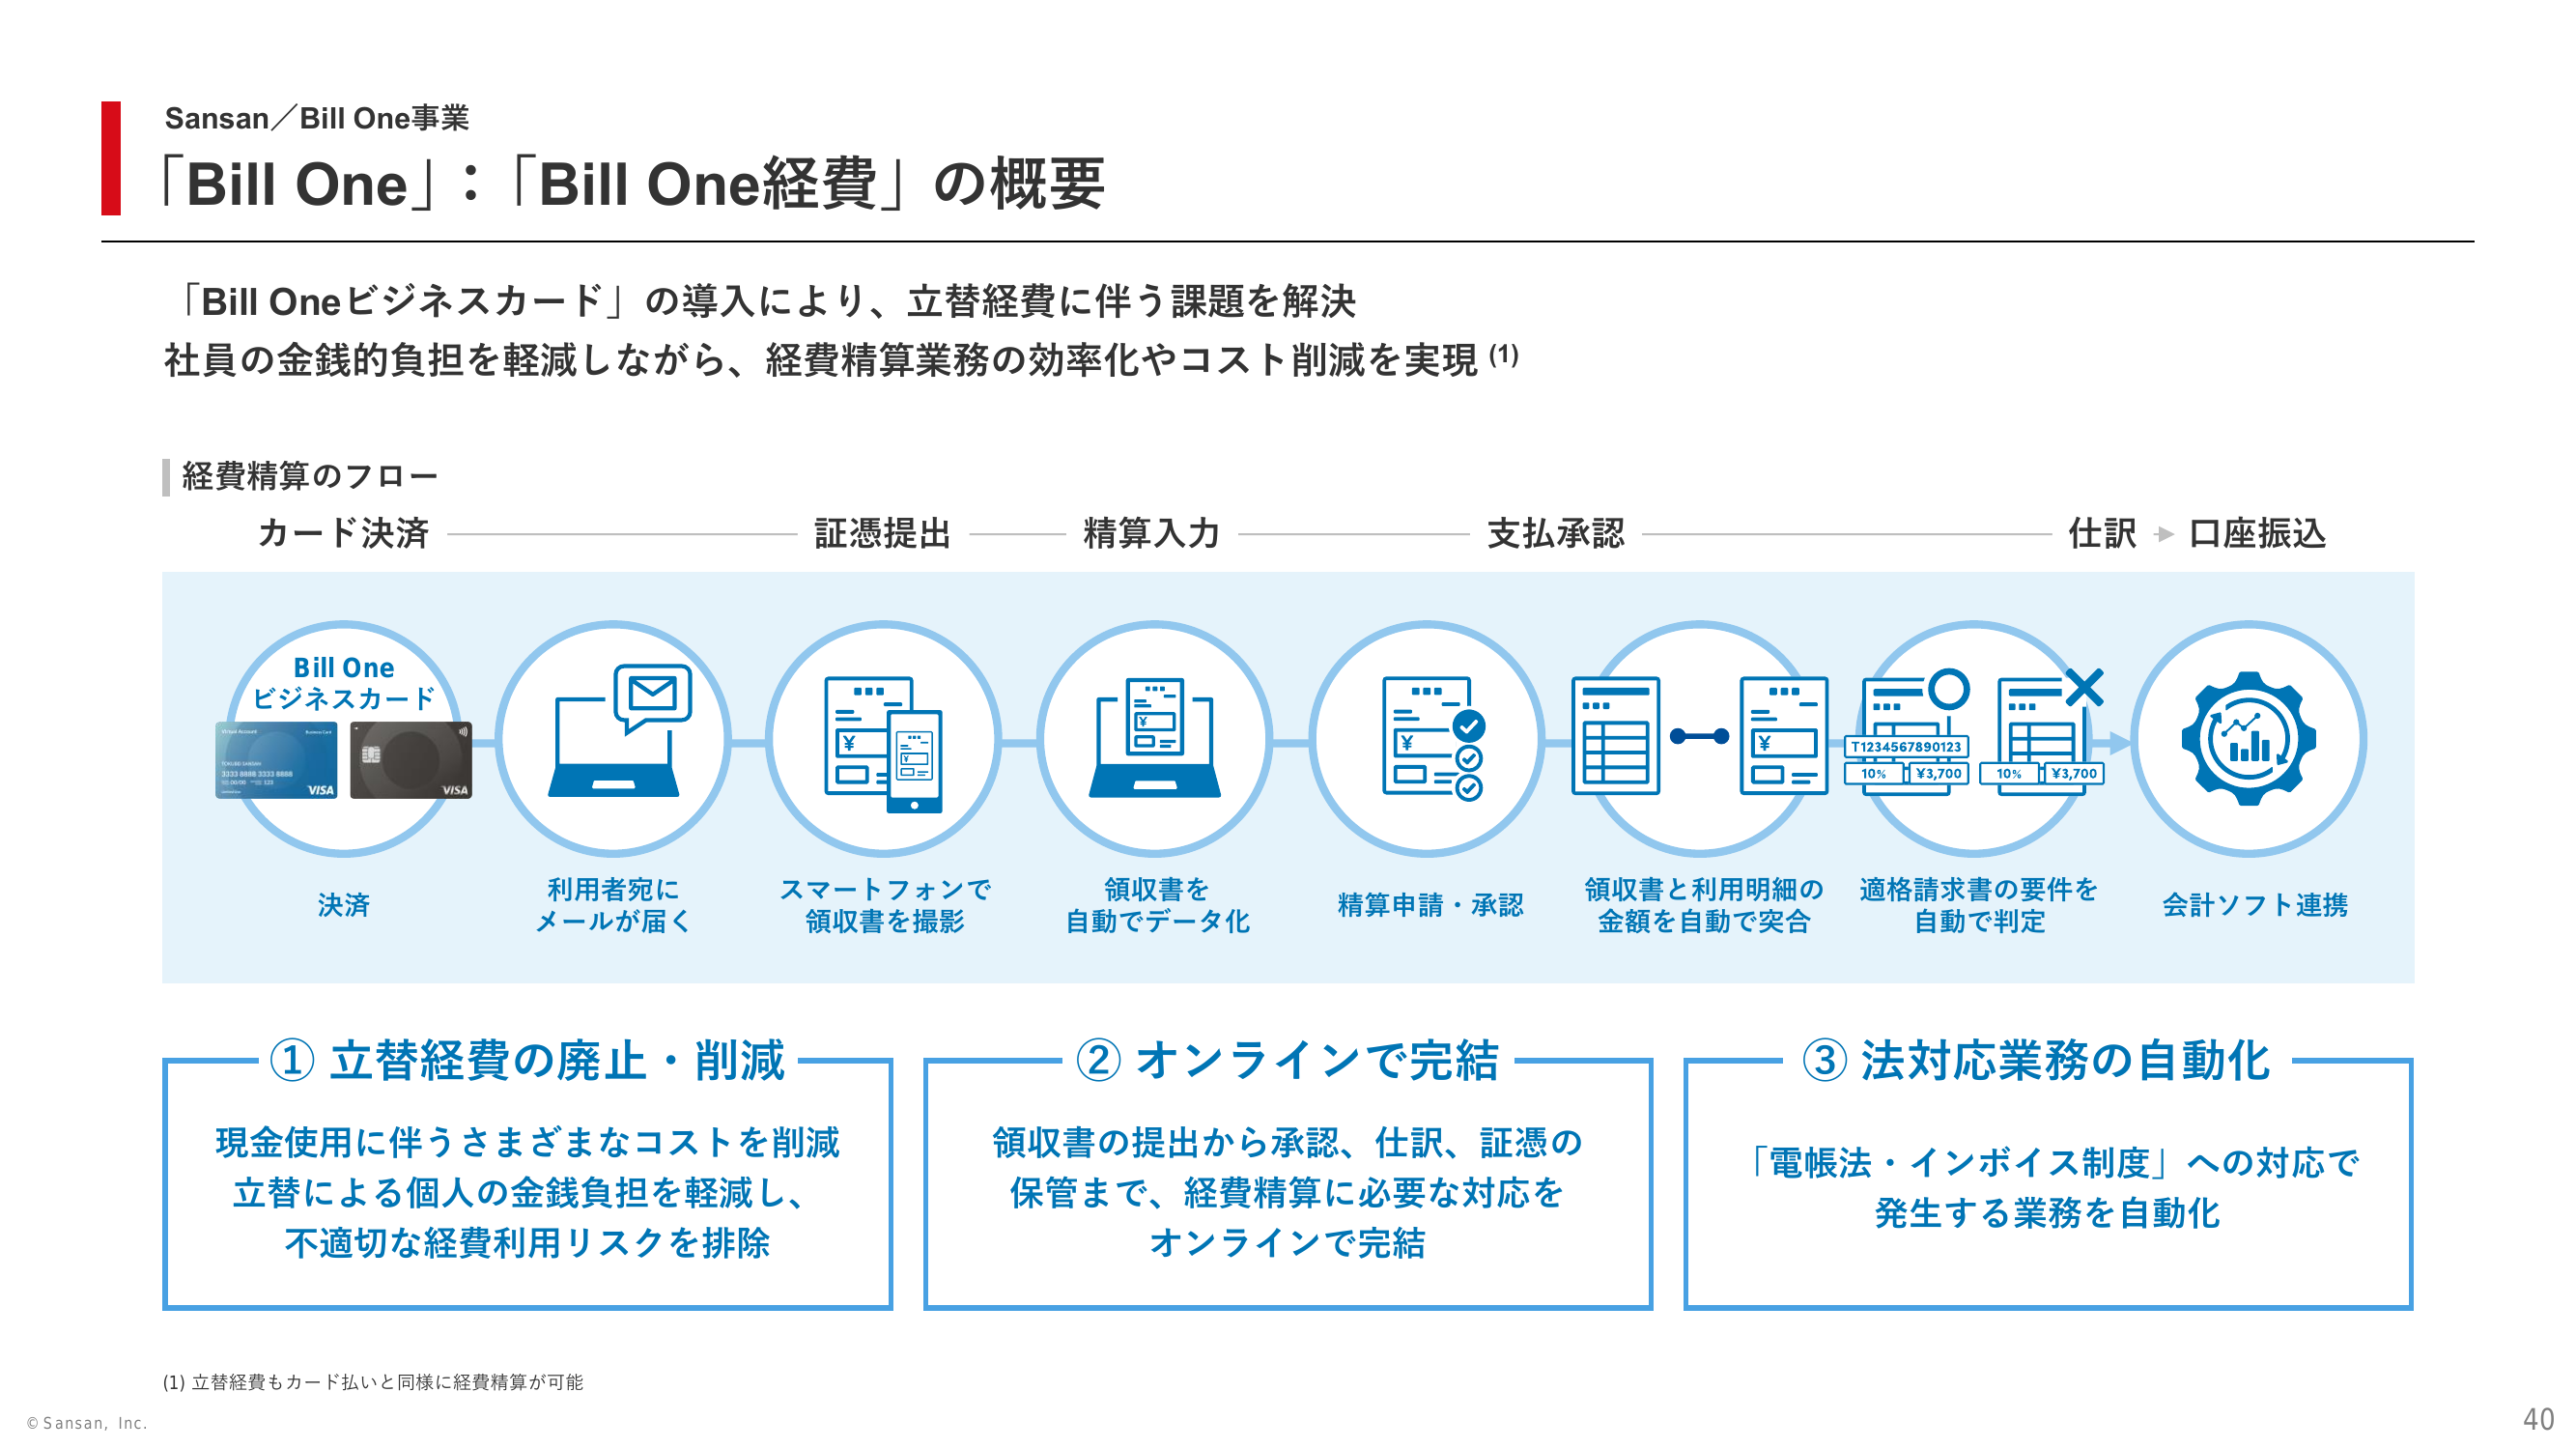 Sansan／Bill One事業
「Bill One」：「Bill One経費」の概要
「Bill Oneビジネスカード」の導入により、立替経費に伴う課題を解決
社員の金銭的負担を軽減しながら、経費精算業務の効率化やコスト削減を実現 (1)
経費精算のフロー
カード決済 証憑提出 精算入力 支払承認 仕訳 口座振込
Bill One
ビジネスカード
Virtual Account Business Card
3333 8888 3333 8888
VISA
VISA
¥
¥
¥
¥
¥
T1234567890123
10% ¥3,700
10% ¥3,700
決済
利用者宛に
メールが届く
スマートフォンで
領収書を撮影
領収書を
自動でデータ化
精算申請・承認
領収書と利用明細の
金額を自動で突合
適格請求書の要件を
自動で判定
会計ソフト連携
① 立替経費の廃止・削減
現金使用に伴うさまざまなコストを削減
立替による個人の金銭負担を軽減し、
不適切な経費利用リスクを排除
② オンラインで完結
領収書の提出から承認、仕訳、証憑の
保管まで、経費精算に必要な対応を
オンラインで完結
③ 法対応業務の自動化
「電帳法・インボイス制度」への対応で
発生する業務を自動化
(1) 立替経費もカード払いと同様に経費精算が可能
© Sansan, Inc.
40